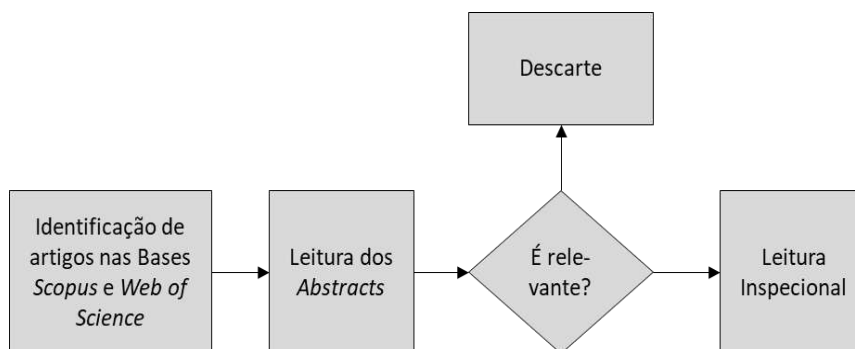 Descarte
Identificação de
artigos nas Bases
Scopus e Web of
Science
Leitura dos
Abstracts
É rele-
vante?
Leitura
Inspecional